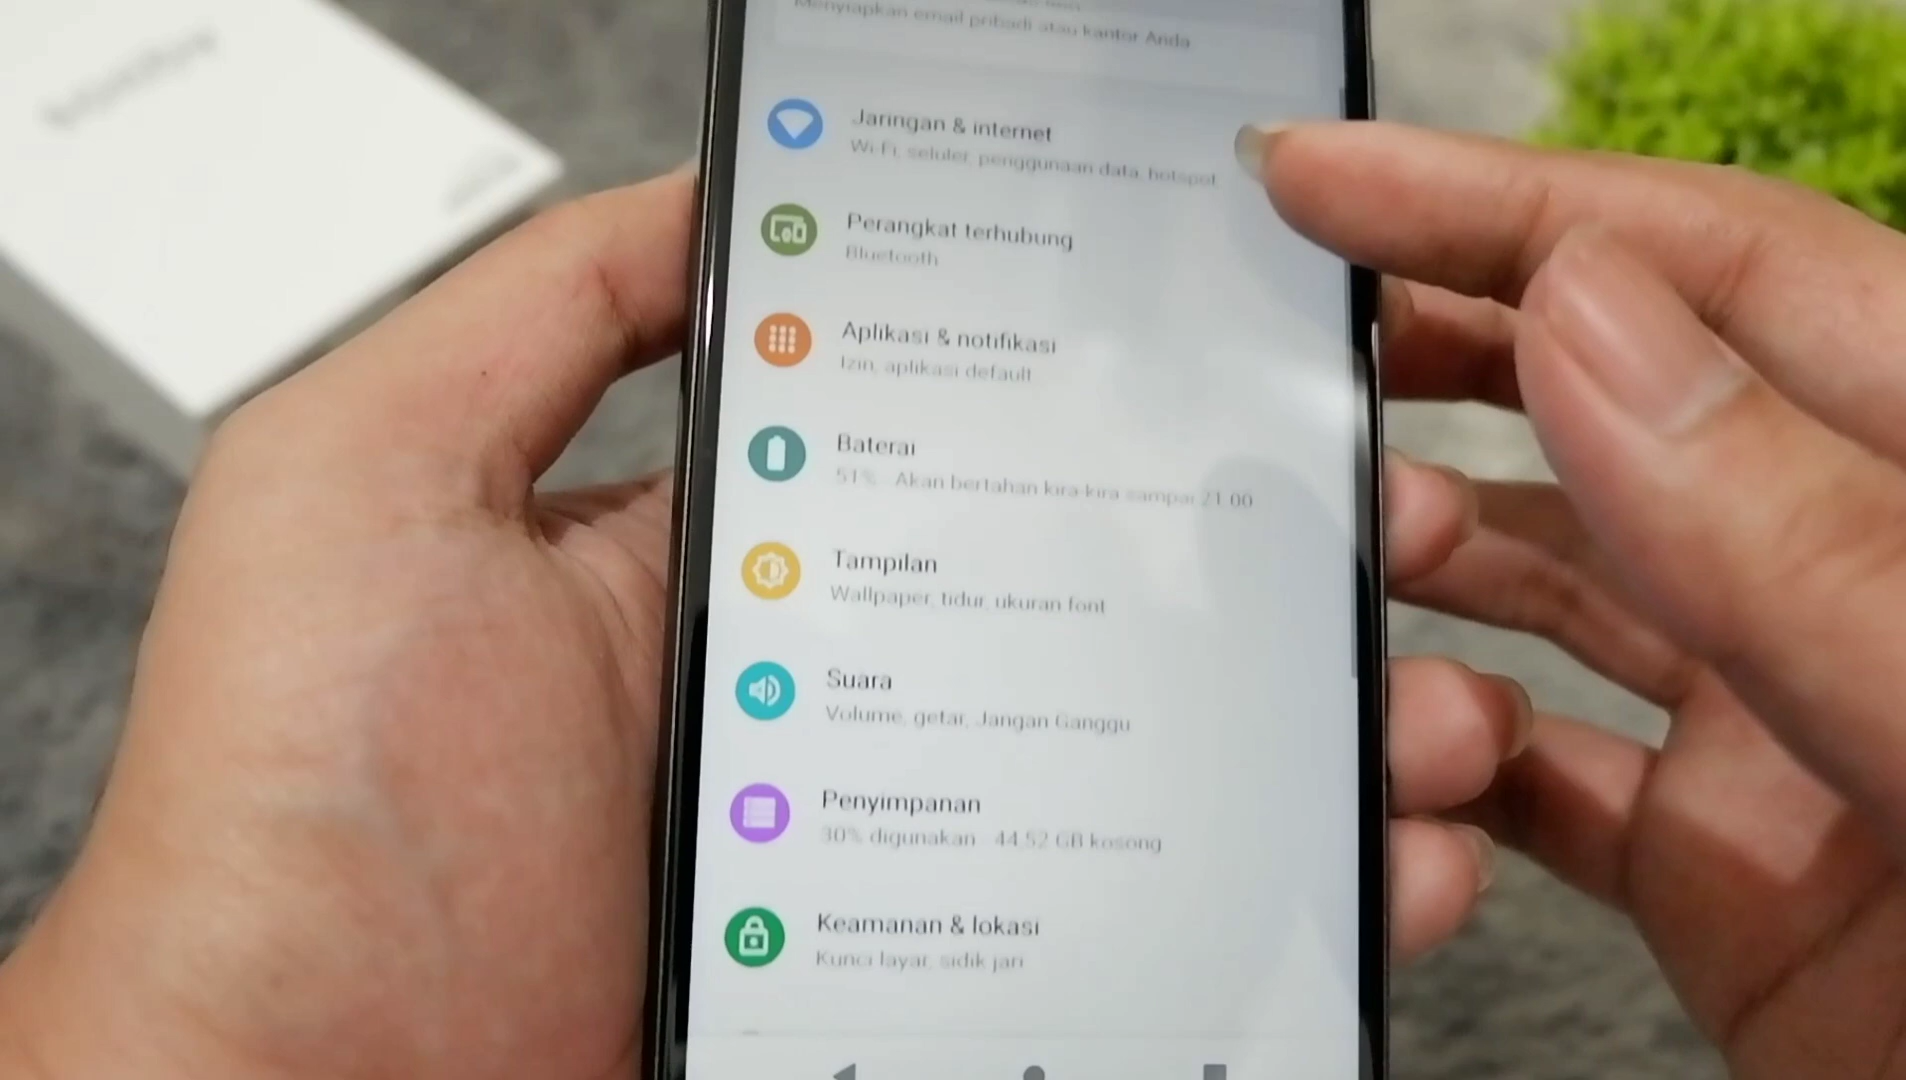 Menyiapkan email pribadi atau kantor Anda
Jaringan & internet
Wi-Fi, seluler, penggunaan data, hotspot
Perangkat terhubung
Bluetooth
Aplikasi & notifikasi
Izin, aplikasi default
Baterai
51% - Akan bertahan kira-kira sampai 21.00
Tampilan
Wallpaper, tidur, ukuran font
Suara
Volume, getar, Jangan Ganggu
Penyimpanan
30% digunakan - 44,52 GB kosong
Keamanan & lokasi
Kunci layar, sidik jari